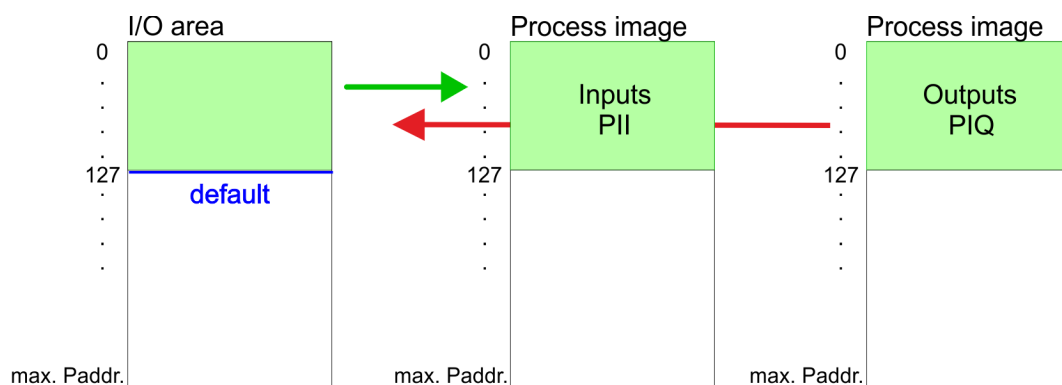 I/O area
0
.
.
.
.
127
default
.
.
.
.
max. Paddr.
Process image
0
.
.
.
.
Inputs
PII
127
.
.
.
.
max. Paddr.
Process image
0
.
.
.
.
Outputs
PIQ
127
.
.
.
.
max. Paddr.